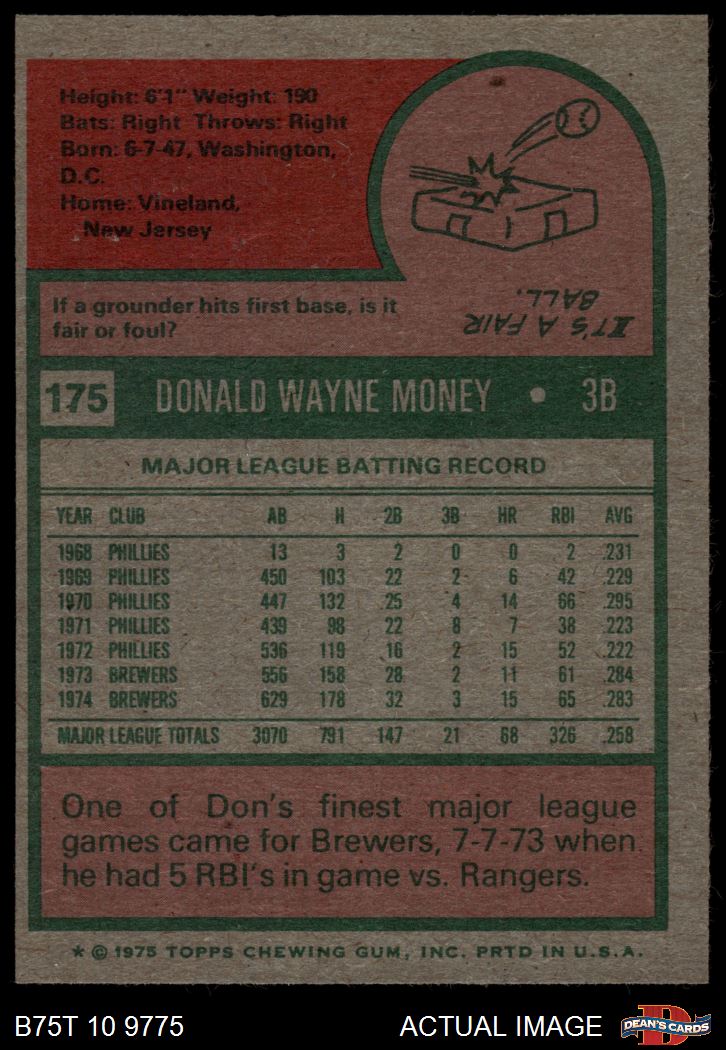 Height: 6'1" Weight: 190
Bats: Right Throws: Right
Born: 6-7-47, Washington,
D.C.
Home: Vineland,
New Jersey
If a grounder hits first base, is it
fair or foul?
IT'S A FAIR
BALL.
175 DONALD WAYNE MONEY • 3B
MAJOR LEAGUE BATTING RECORD
YEAR CLUB AB H 2B 3B HR RBI AVG
1968 PHILLIES 13 3 2 0 0 2 .231
1969 PHILLIES 450 103 22 2 6 42 .229
1970 PHILLIES 447 132 25 4 14 66 .295
1971 PHILLIES 439 98 22 8 7 38 .223
1972 PHILLIES 536 119 16 2 15 52 .222
1973 BREWERS 556 158 28 2 11 61 .284
1974 BREWERS 629 178 32 3 15 65 .283
MAJOR LEAGUE TOTALS 3070 791 147 21 68 326 .258
One of Don's finest major league
games came for Brewers, 7-7-73 when
he had 5 RBI's in game vs. Rangers.
* © 1975 TOPPS CHEWING GUM, INC. PRTD IN U.S.A.
B75T 10 9775 ACTUAL IMAGE
D
DEAN'S CARDS